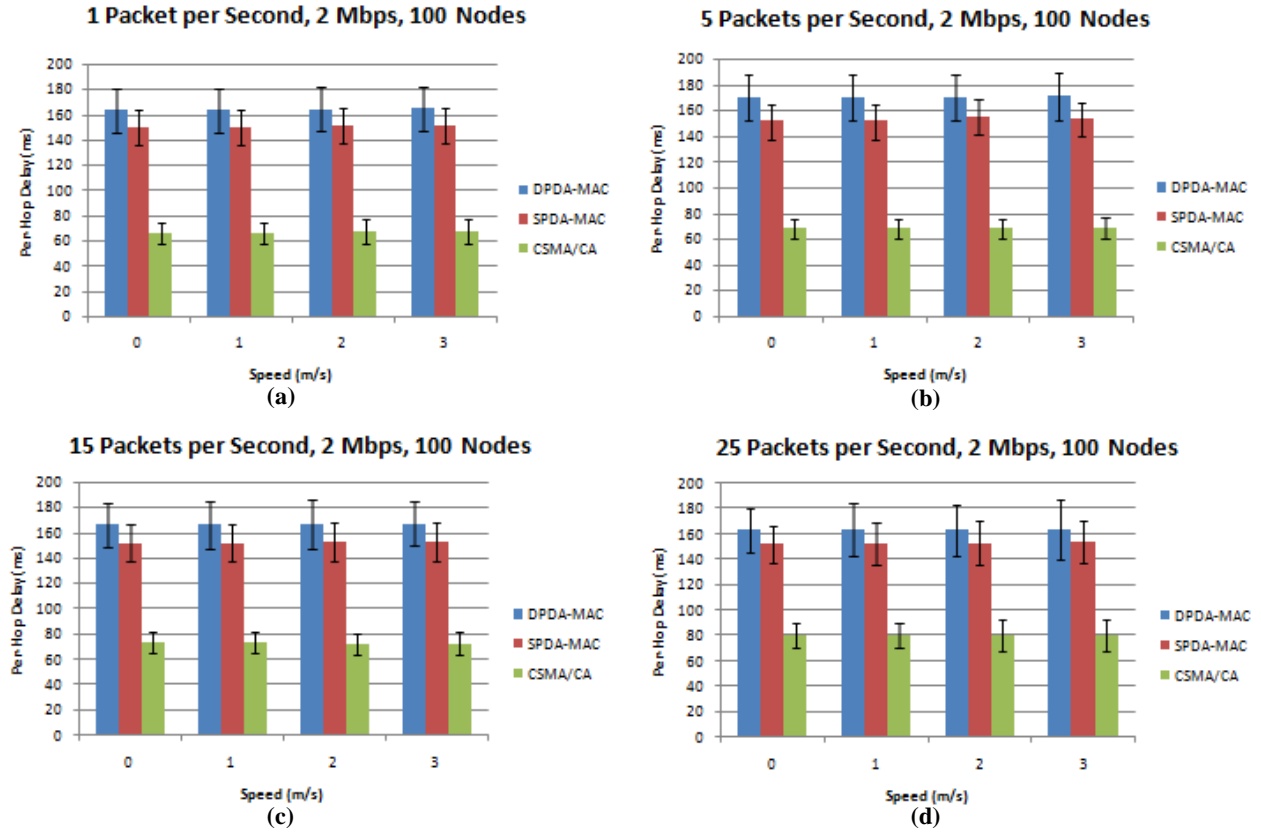 1 Packet per Second, 2 Mbps, 100 Nodes
200
180
160
140
120
100
80
60
40
20
0
Per-Hop Delay (ms)
0 1 2 3
Speed (m/s)
DPDA-MAC
SPDA-MAC
CSMA/CA
(a)
5 Packets per Second, 2 Mbps, 100 Nodes
200
180
160
140
120
100
80
60
40
20
0
Per-Hop Delay (ms)
0 1 2 3
Speed (m/s)
DPDA-MAC
SPDA-MAC
CSMA/CA
(b)
15 Packets per Second, 2 Mbps, 100 Nodes
200
180
160
140
120
100
80
60
40
20
0
Per-Hop Delay (ms)
0 1 2 3
Speed (m/s)
DPDA-MAC
SPDA-MAC
CSMA/CA
(c)
25 Packets per Second, 2 Mbps, 100 Nodes
200
180
160
140
120
100
80
60
40
20
0
Per-Hop Delay (ms)
0 1 2 3
Speed (m/s)
DPDA-MAC
SPDA-MAC
CSMA/CA
(d)